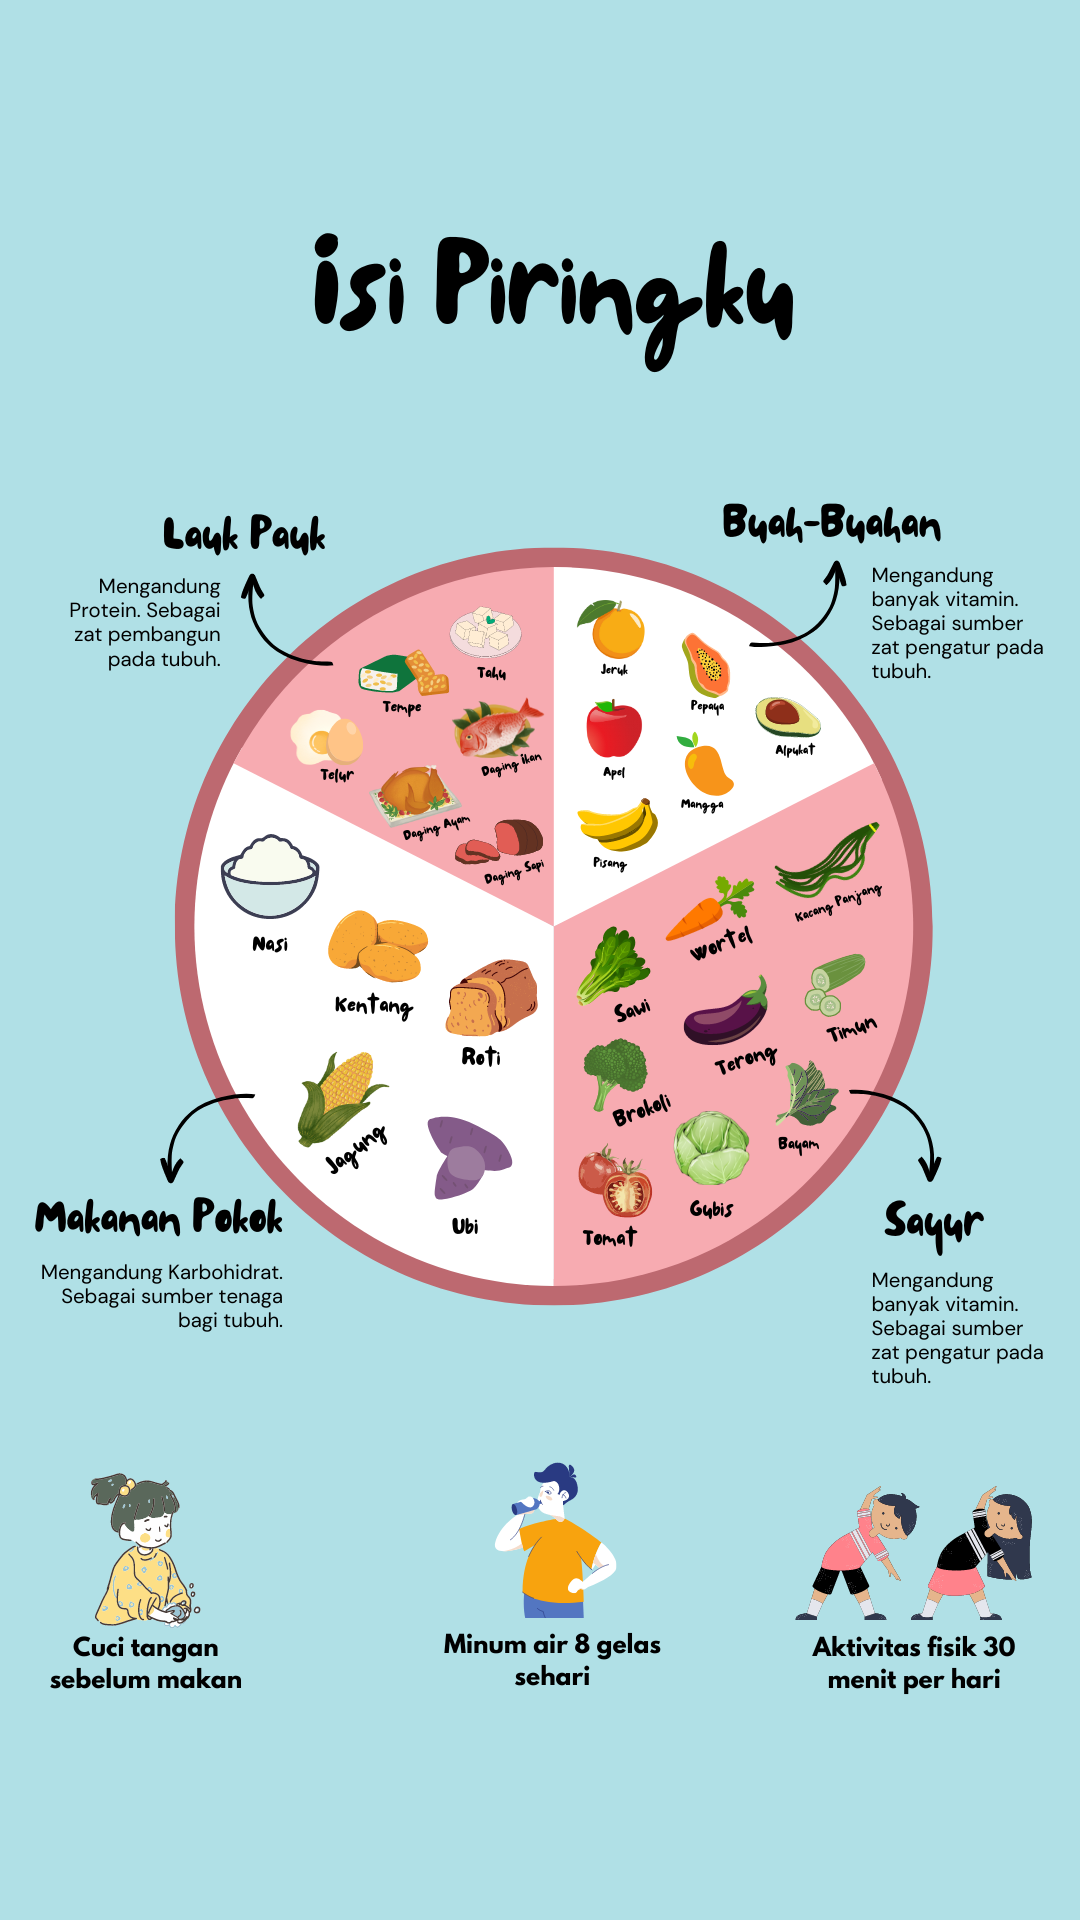 isi Piringku
Lauk Pauk
Mengandung
Protein. Sebagai
zat pembangun
pada tubuh.
Buah-Buahan
Mengandung
banyak vitamin.
Sebagai sumber
zat pengatur pada
tubuh.
Tahu
Tempe
Telur
Daging ikan
Daging Ayam
Daging Sapi
Jeruk
Pepaya
Alpukat
Apel
Mangga
Pisang
Nasi
Kentang
Roti
Jagung
Ubi
Kacang Panjang
wortel
Sawi
Timun
Terong
Brokoli
Bayam
Gubis
Tomat
Makanan Pokok
Mengandung Karbohidrat.
Sebagai sumber tenaga
bagi tubuh.
Sayur
Mengandung
banyak vitamin.
Sebagai sumber
zat pengatur pada
tubuh.
Cuci tangan
sebelum makan
Minum air 8 gelas
sehari
Aktivitas fisik 30
menit per hari